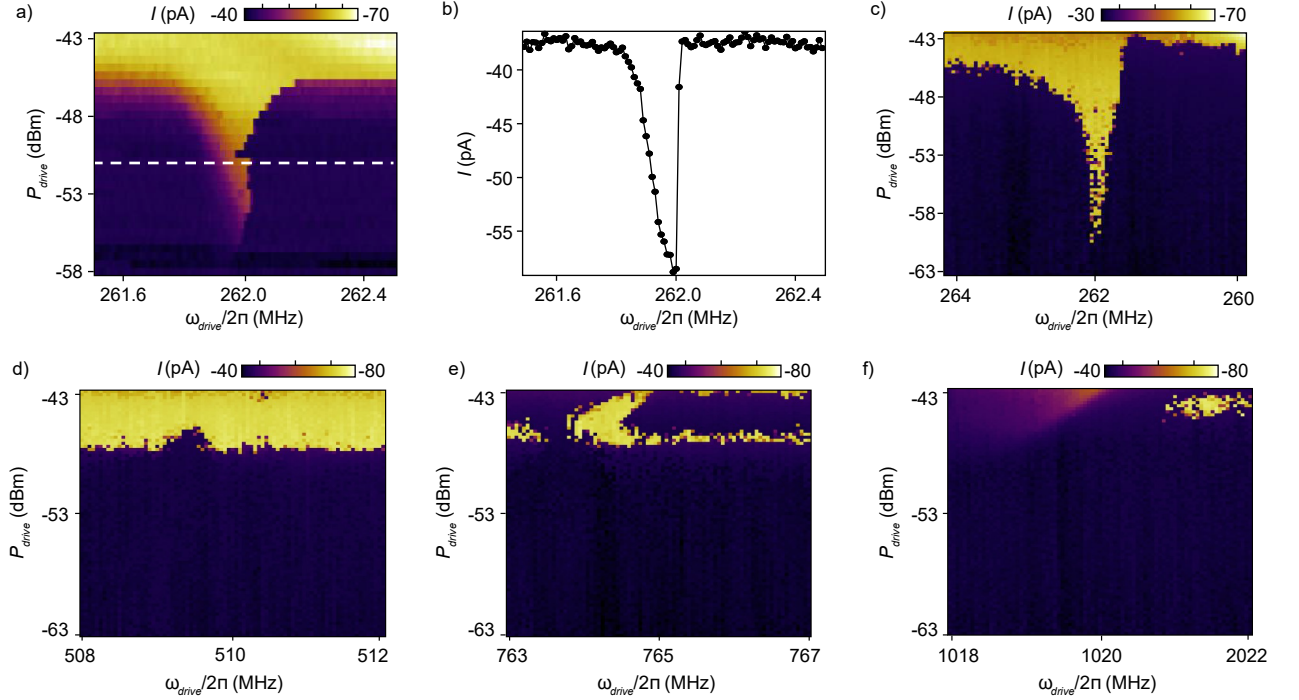 a) I (pA) -40 -70
-43
-48
-53
-58
P_drive (dBm)
261.6 262.0 262.4
ω_drive/2π (MHz)
b)
-40
-45
-50
-55
I (pA)
261.6 262.0 262.4
ω_drive/2π (MHz)
c) I (pA) -30 -70
-43
-48
-53
-58
-63
P_drive (dBm)
264 262 260
ω_drive/2π (MHz)
d) I (pA) -40 -80
-43
-53
-63
P_drive (dBm)
508 510 512
ω_drive/2π (MHz)
e) I (pA) -40 -80
-43
-53
-63
P_drive (dBm)
763 765 767
ω_drive/2π (MHz)
f) I (pA) -40 -80
-43
-53
-63
P_drive (dBm)
1018 1020 2022
ω_drive/2π (MHz)